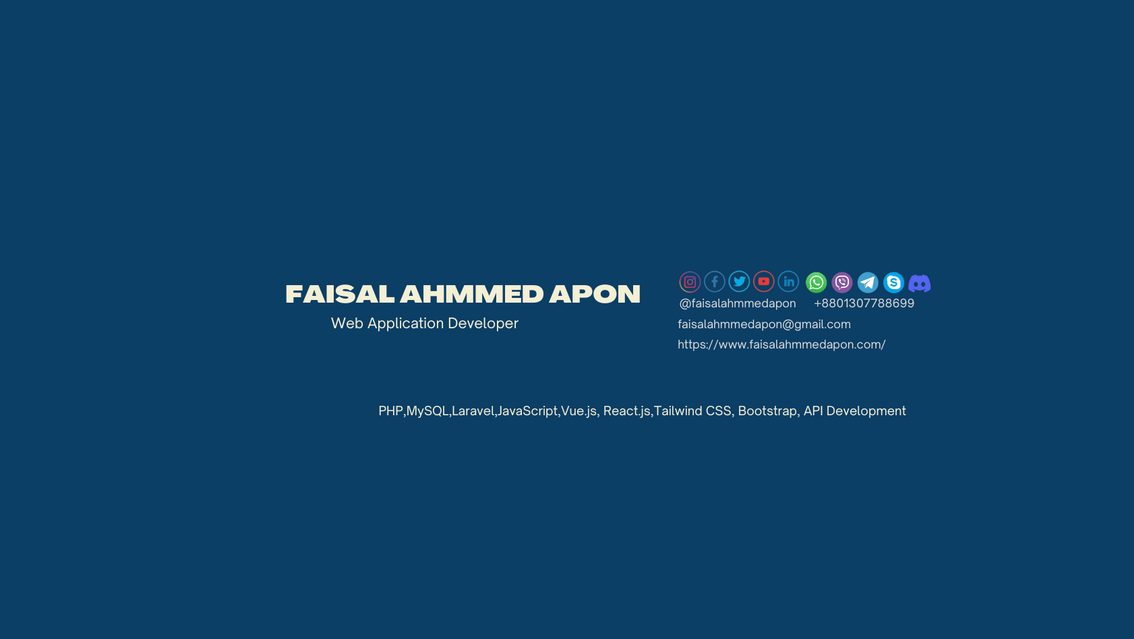 FAISAL AHMMED APON
Web Application Developer
@faisalahmmedapon +8801307788699
faisalahmmedapon@gmail.com
https://www.faisalahmmedapon.com/
PHP,MySQL,Laravel,JavaScript,Vue.js, React.js,Tailwind CSS, Bootstrap, API Development